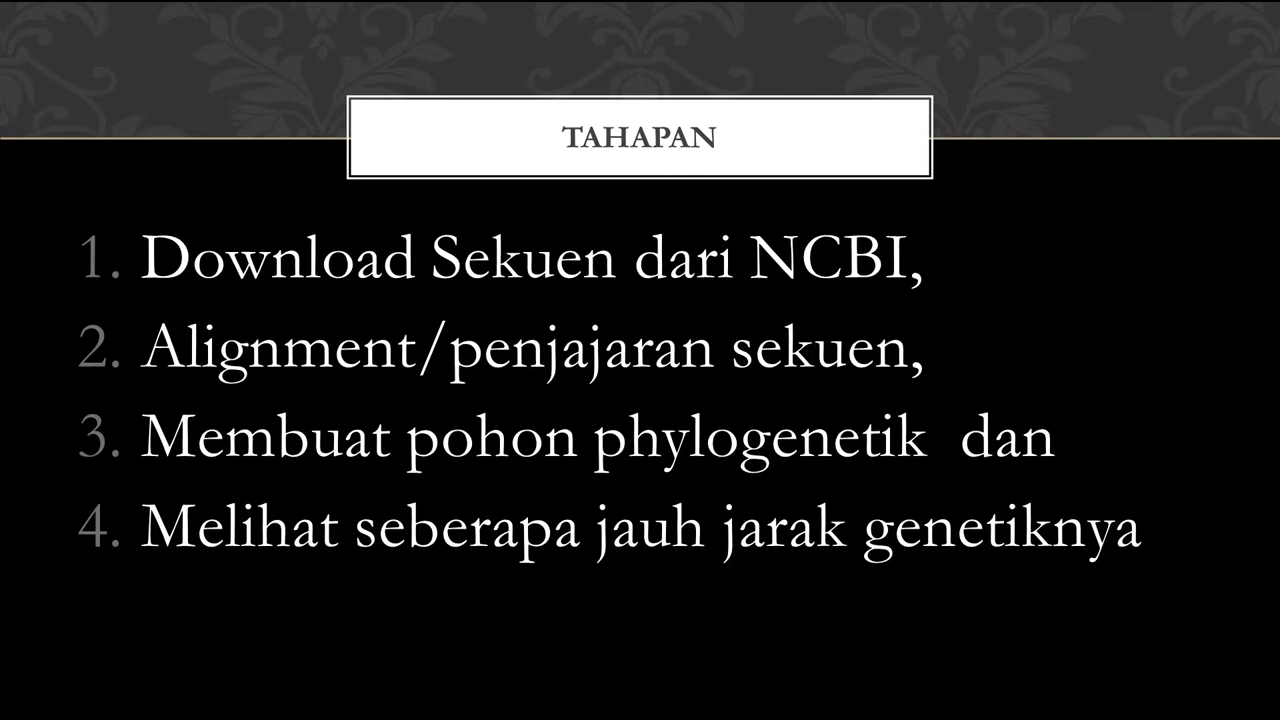 TAHAPAN
1. Download Sekuen dari NCBI,
2. Alignment/penjajaran sekuen,
3. Membuat pohon phylogenetik dan
4. Melihat seberapa jauh jarak genetiknya